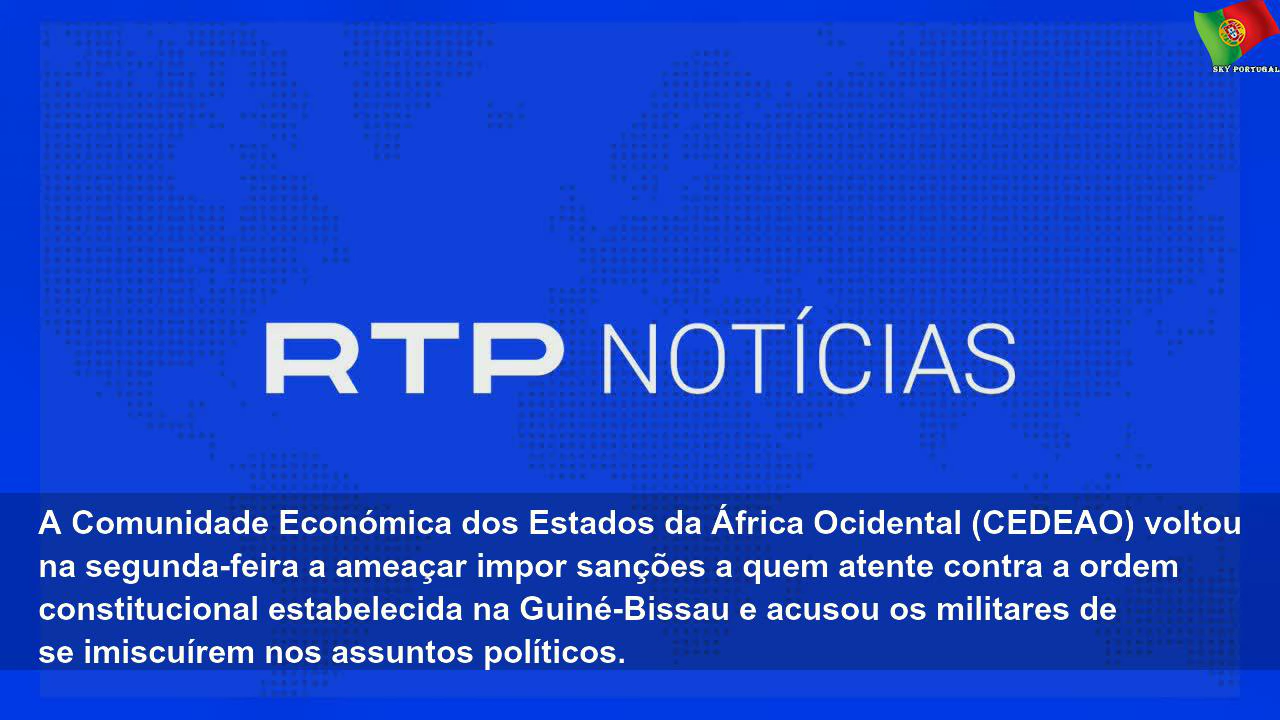 SKY PORTUGAL
RTP NOTÍCIAS
A Comunidade Económica dos Estados da África Ocidental (CEDEAO) voltou
na segunda-feira a ameaçar impor sanções a quem atente contra a ordem
constitucional estabelecida na Guiné-Bissau e acusou os militares de
se imiscuírem nos assuntos políticos.